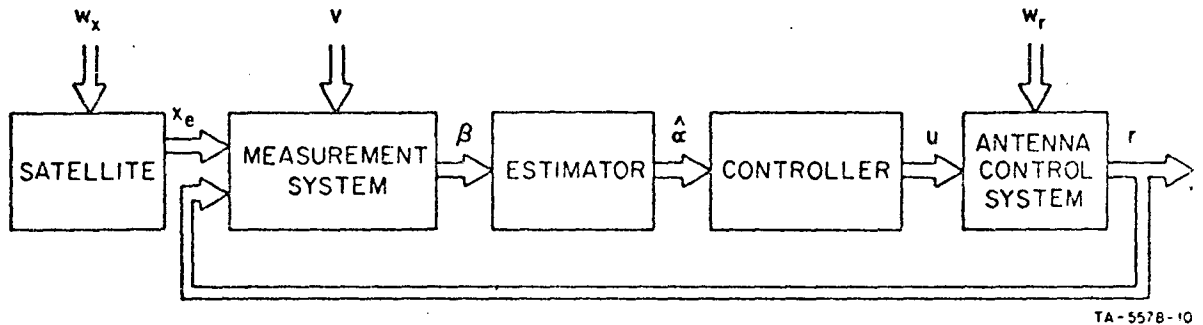 w_x
v
w_r
SATELLITE
x_e
MEASUREMENT
SYSTEM
β
ESTIMATOR
α̂
CONTROLLER
u
ANTENNA
CONTROL
SYSTEM
r
TA-5578-10